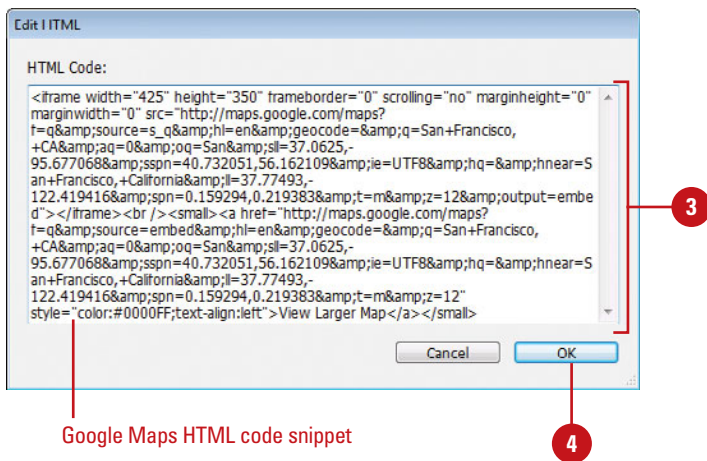 Edit HTML
HTML Code:
<iframe width="425" height="350" frameborder="0" scrolling="no" marginheight="0"
marginwidth="0" src="http://maps.google.com/maps?
f=q&amp;source=s_q&amp;hl=en&amp;geocode=&amp;q=San+Francisco,
+CA&amp;aq=0&amp;oq=San&amp;sll=37.0625,-
95.677068&amp;sspn=40.732051,56.162109&amp;ie=UTF8&amp;hq=&amp;hnear=S
an+Francisco,+California&amp;ll=37.77493,-
122.419416&amp;spn=0.159294,0.219383&amp;t=m&amp;z=12&amp;output=embe
d"></iframe><br /><small><a href="http://maps.google.com/maps?
f=q&amp;source=embed&amp;hl=en&amp;geocode=&amp;q=San+Francisco,
+CA&amp;aq=0&amp;oq=San&amp;sll=37.0625,-
95.677068&amp;sspn=40.732051,56.162109&amp;ie=UTF8&amp;hq=&amp;hnear=S
an+Francisco,+California&amp;ll=37.77493,-
122.419416&amp;spn=0.159294,0.219383&amp;t=m&amp;z=12"
style="color:#0000FF;text-align:left">View Larger Map</a></small>
3
Cancel
OK
Google Maps HTML code snippet
4